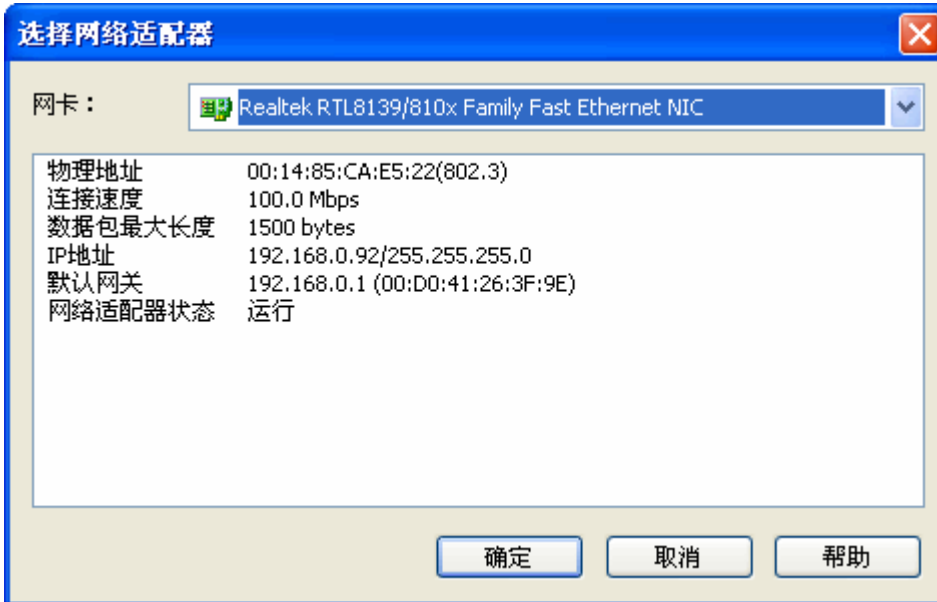 选择网络适配器
网卡： Realtek RTL8139/810x Family Fast Ethernet NIC
物理地址 00:14:85:CA:E5:22(802.3)
连接速度 100.0 Mbps
数据包最大长度 1500 bytes
IP地址 192.168.0.92/255.255.255.0
默认网关 192.168.0.1 (00:D0:41:26:3F:9E)
网络适配器状态 运行
确定 取消 帮助